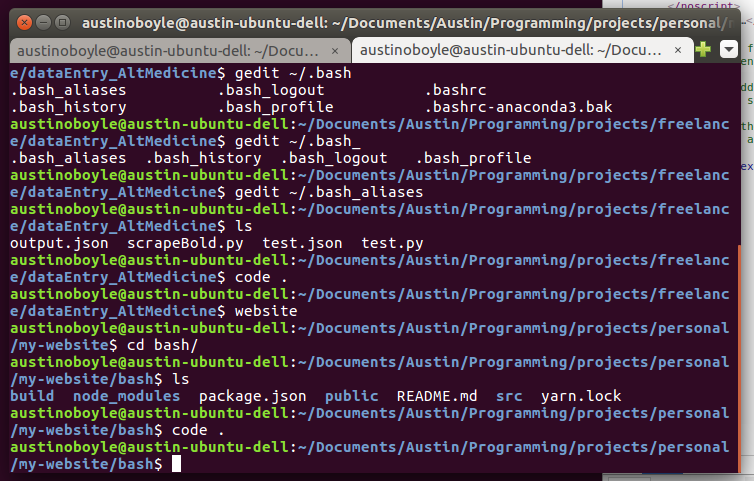 </noscript>
austinoboyle@austin-ubuntu-dell: ~/Documents/Austin/Programming/projects/personal/
austinoboyle@austin-ubuntu-dell: ~/Docu… × austinoboyle@austin-ubuntu-dell: ~/Docu… ×
e/dataEntry_AltMedicine$ gedit ~/.bash
.bash_aliases .bash_logout .bashrc
.bash_history .bash_profile .bashrc-anaconda3.bak
austinoboyle@austin-ubuntu-dell:~/Documents/Austin/Programming/projects/freelanc
e/dataEntry_AltMedicine$ gedit ~/.bash_
.bash_aliases .bash_history .bash_logout .bash_profile
austinoboyle@austin-ubuntu-dell:~/Documents/Austin/Programming/projects/freelanc
e/dataEntry_AltMedicine$ gedit ~/.bash_aliases
austinoboyle@austin-ubuntu-dell:~/Documents/Austin/Programming/projects/freelanc
e/dataEntry_AltMedicine$ ls
output.json scrapeBold.py test.json test.py
austinoboyle@austin-ubuntu-dell:~/Documents/Austin/Programming/projects/freelanc
e/dataEntry_AltMedicine$ code .
austinoboyle@austin-ubuntu-dell:~/Documents/Austin/Programming/projects/freelanc
e/dataEntry_AltMedicine$ website
austinoboyle@austin-ubuntu-dell:~/Documents/Austin/Programming/projects/personal
/my-website$ cd bash/
austinoboyle@austin-ubuntu-dell:~/Documents/Austin/Programming/projects/personal
/my-website/bash$ ls
build node_modules package.json public README.md src yarn.lock
austinoboyle@austin-ubuntu-dell:~/Documents/Austin/Programming/projects/personal
/my-website/bash$ code .
austinoboyle@austin-ubuntu-dell:~/Documents/Austin/Programming/projects/personal
/my-website/bash$